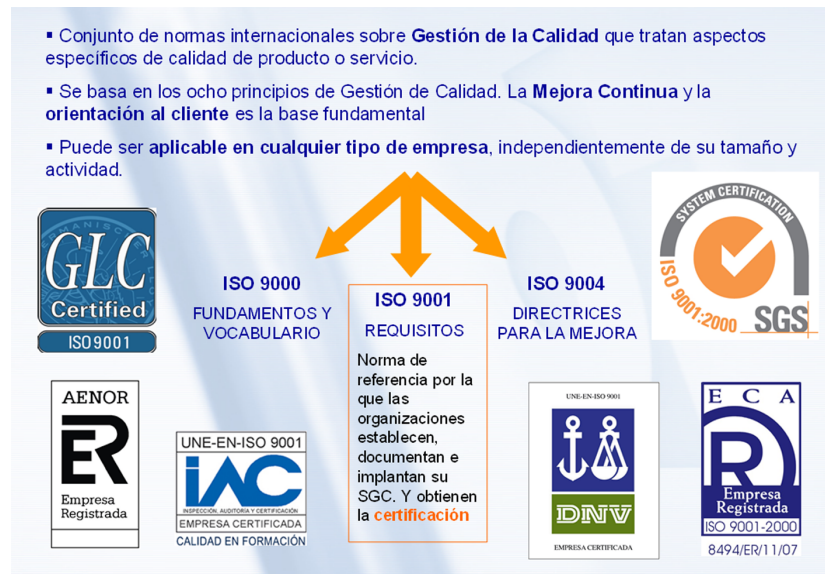 ▪ Conjunto de normas internacionales sobre Gestión de la Calidad que tratan aspectos
específicos de calidad de producto o servicio.
▪ Se basa en los ocho principios de Gestión de Calidad. La Mejora Continua y la
orientación al cliente es la base fundamental
▪ Puede ser aplicable en cualquier tipo de empresa, independientemente de su tamaño y
actividad.
GLC
Certified
ISO9001
ISO 9000
FUNDAMENTOS Y
VOCABULARIO
ISO 9001
REQUISITOS
Norma de
referencia por la
que las
organizaciones
establecen,
documentan e
implantan su
SGC. Y obtienen
la certificación
ISO 9004
DIRECTRICES
PARA LA MEJORA
SYSTEM CERTIFICATION
ISO 9001:2000
SGS
AENOR
ER
Empresa
Registrada
UNE-EN-ISO 9001
iAC
INSPECCIÓN, AUDITORÍA Y CERTIFICACIÓN
EMPRESA CERTIFICADA
CALIDAD EN FORMACIÓN
UNE-EN-ISO 9001
DNV
EMPRESA CERTIFICADA
E C A
R
Empresa
Registrada
ISO 9001-2000
8494/ER/11/07